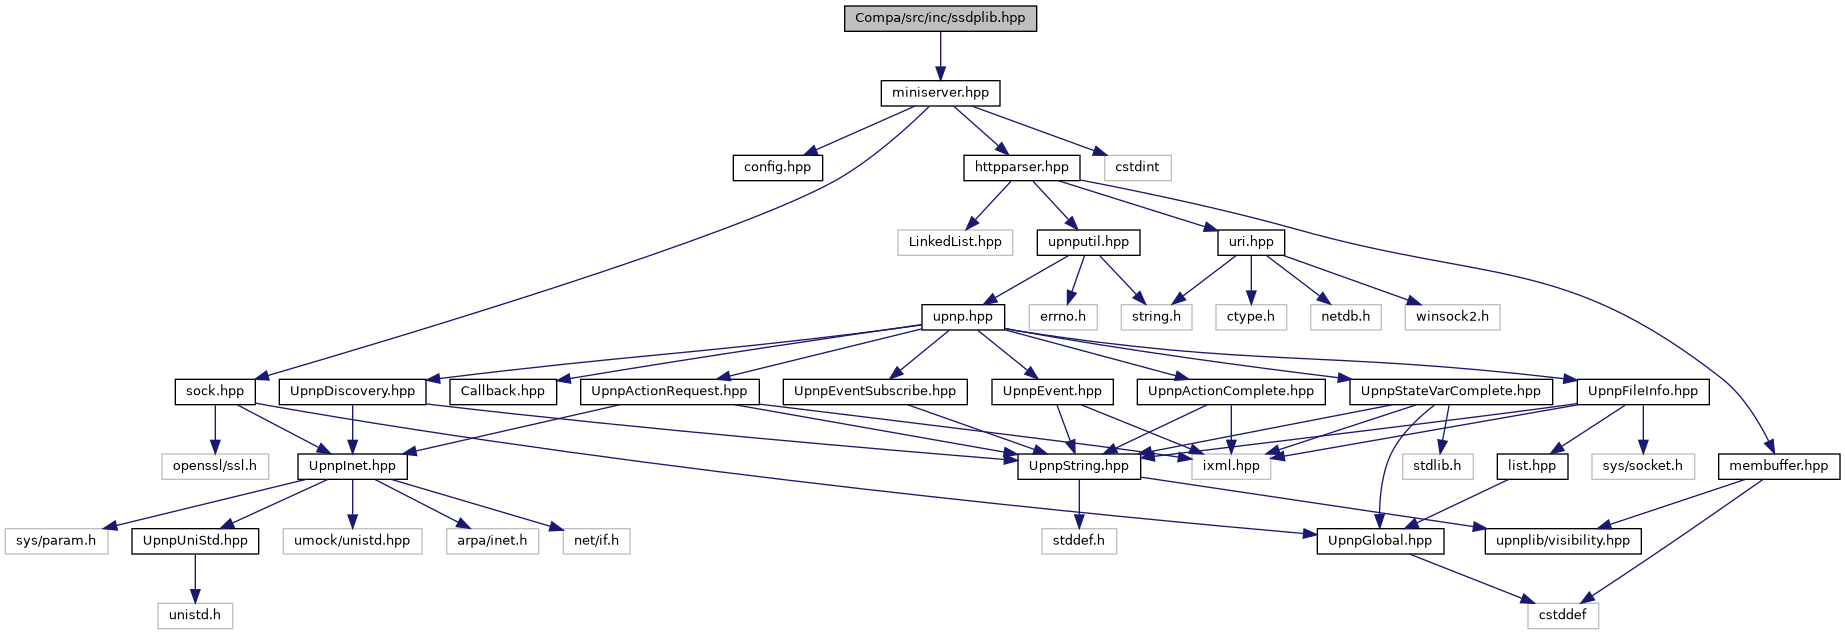 Compa/src/inc/ssdplib.hpp
miniserver.hpp
config.hpp
httpparser.hpp
cstdint
LinkedList.hpp
upnputil.hpp
uri.hpp
upnp.hpp
errno.h
string.h
ctype.h
netdb.h
winsock2.h
sock.hpp
UpnpDiscovery.hpp
Callback.hpp
UpnpActionRequest.hpp
UpnpEventSubscribe.hpp
UpnpEvent.hpp
UpnpActionComplete.hpp
UpnpStateVarComplete.hpp
UpnpFileInfo.hpp
openssl/ssl.h
UpnpInet.hpp
UpnpString.hpp
ixml.hpp
stdlib.h
list.hpp
sys/socket.h
membuffer.hpp
sys/param.h
UpnpUniStd.hpp
umock/unistd.hpp
arpa/inet.h
net/if.h
stddef.h
UpnpGlobal.hpp
upnplib/visibility.hpp
unistd.h
cstddef